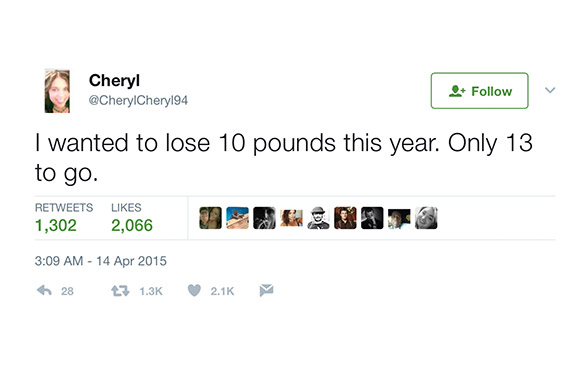 Cheryl
@CherylCheryl94
Follow
I wanted to lose 10 pounds this year. Only 13
to go.
RETWEETS LIKES
1,302 2,066
3:09 AM - 14 Apr 2015
28 1.3K 2.1K